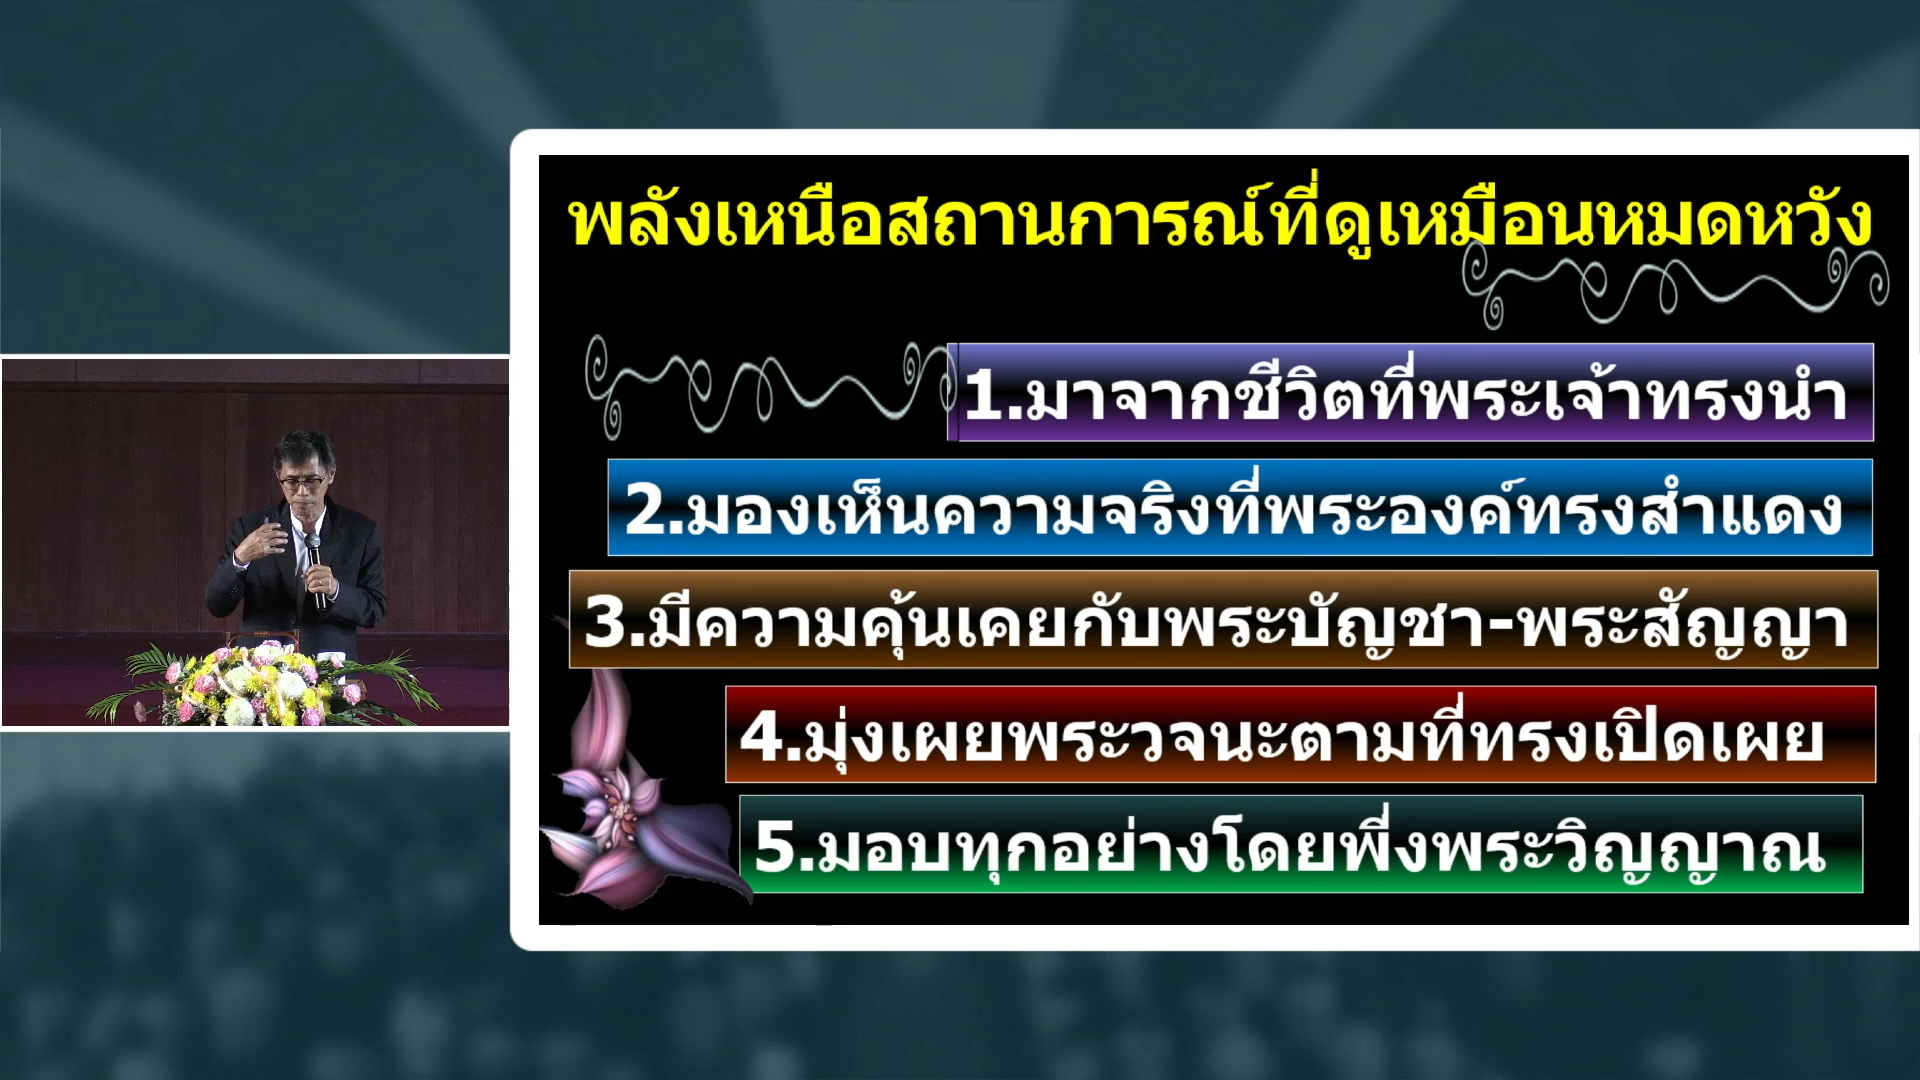 พลังเหนือสถานการณ์ที่ดูเหมือนหมดหวัง
1.มาจากชีวิตที่พระเจ้าทรงนำ
2.มองเห็นความจริงที่พระองค์ทรงสำแดง
3.มีความคุ้นเคยกับพระบัญชา-พระสัญญา
4.มุ่งเผยพระวจนะตามที่ทรงเปิดเผย
5.มอบทุกอย่างโดยพึ่งพระวิญญาณ